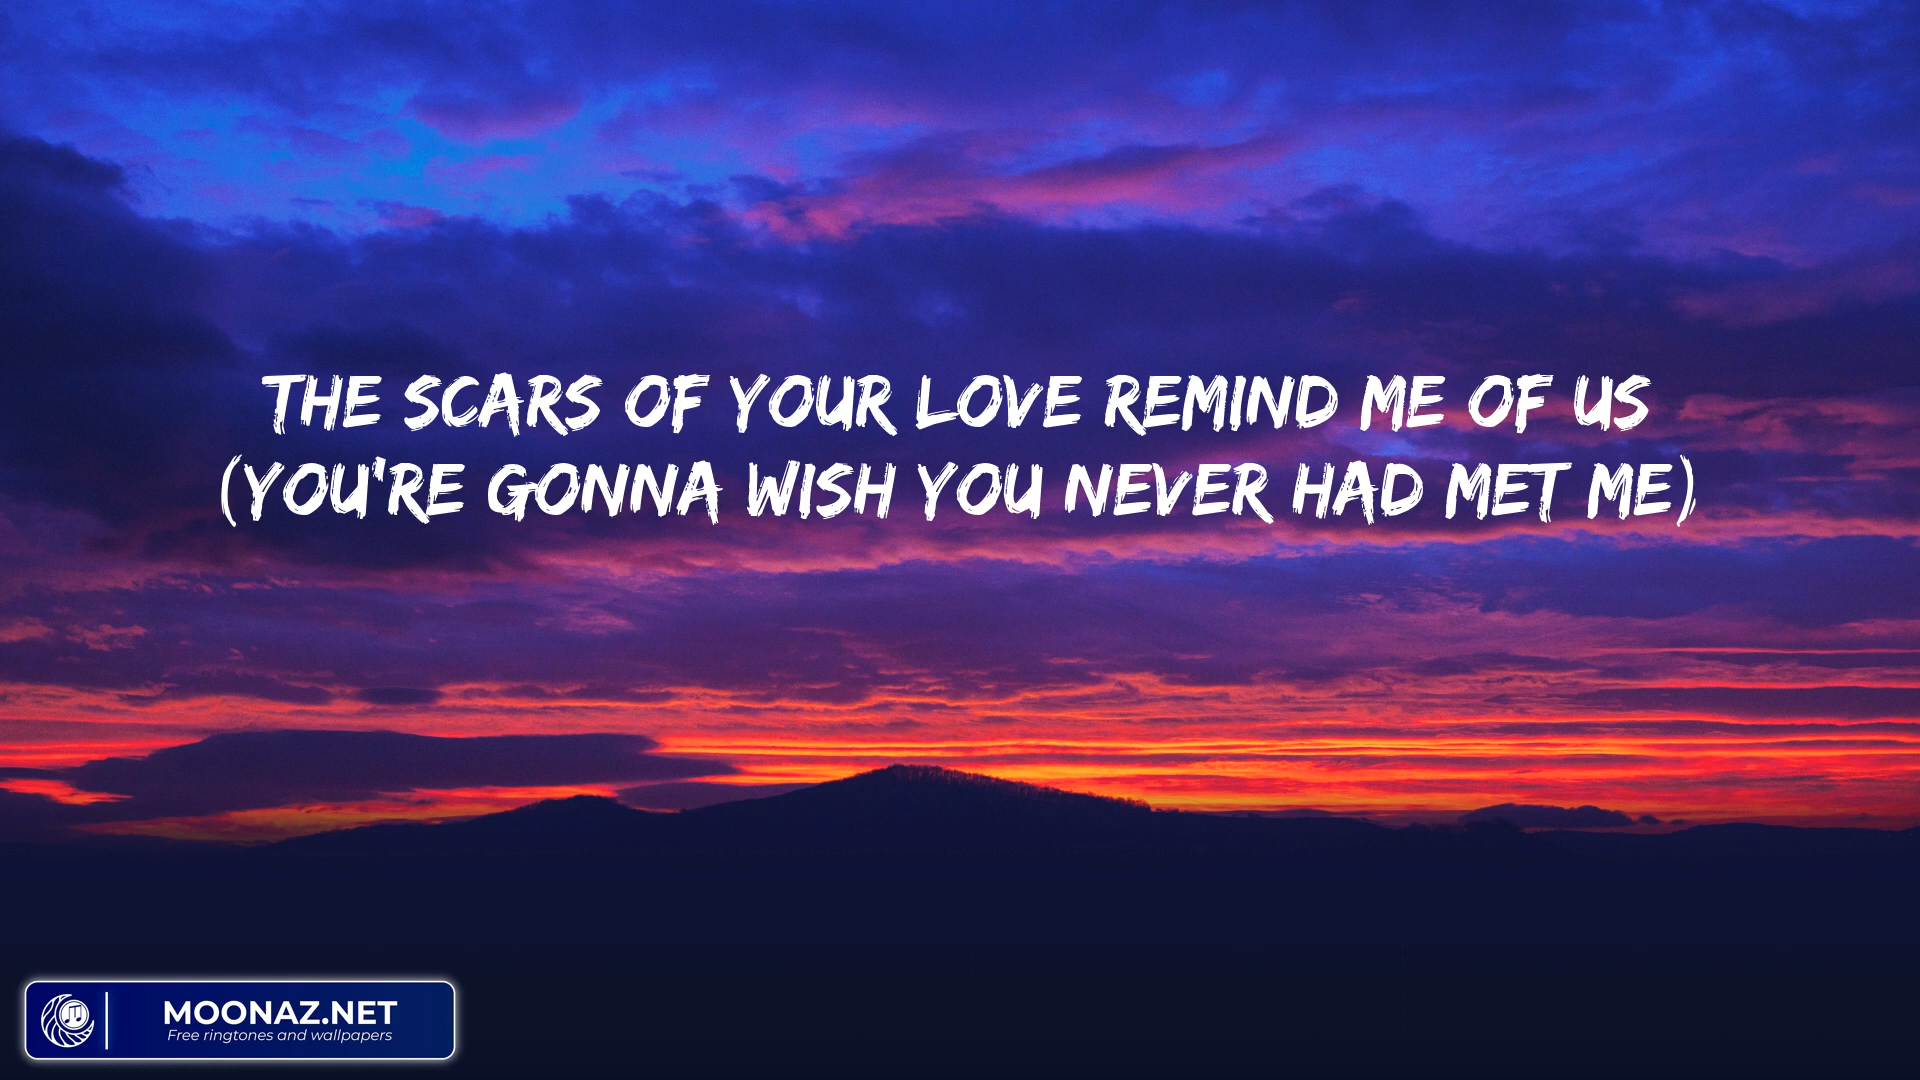 THE SCARS OF YOUR LOVE REMIND ME OF US
(YOU'RE GONNA WISH YOU NEVER HAD MET ME)
MOONAZ.NET
Free ringtones and wallpapers